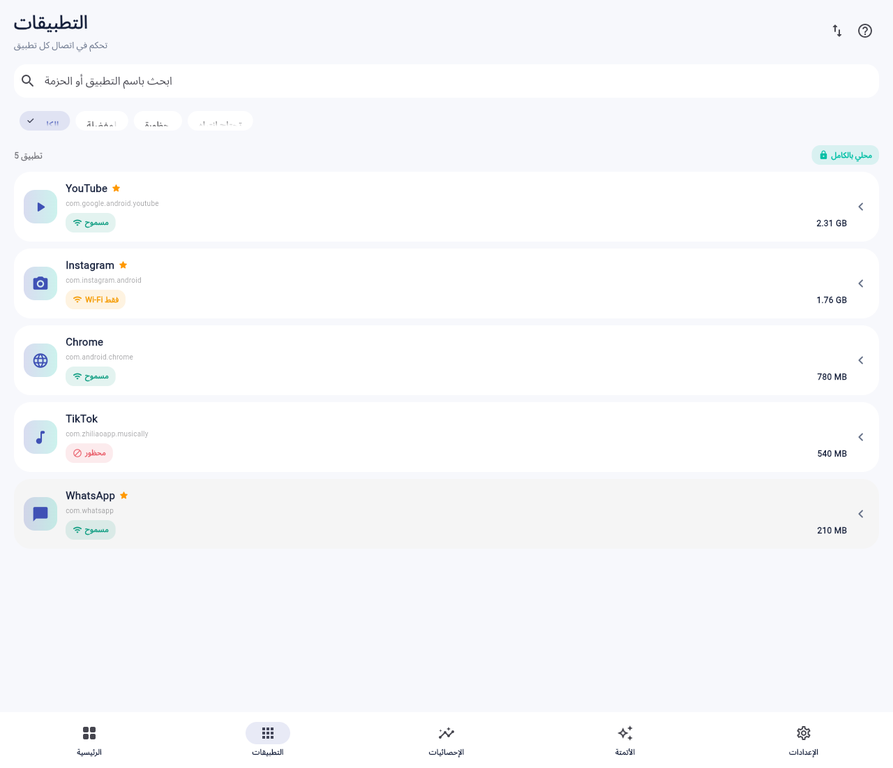 التطبيقات
تحكم في اتصال كل تطبيق
ابحث باسم التطبيق أو الحزمة
5 تطبيق
محلي بالكامل
YouTube
com.google.android.youtube
مسموح
2.31 GB
Instagram
com.instagram.android
Wi-Fi فقط
1.76 GB
Chrome
com.android.chrome
مسموح
780 MB
TikTok
com.zhiliaoapp.musically
محظور
540 MB
WhatsApp
com.whatsapp
مسموح
210 MB
الرئيسية
التطبيقات
الإحصائيات
الأتمتة
الإعدادات